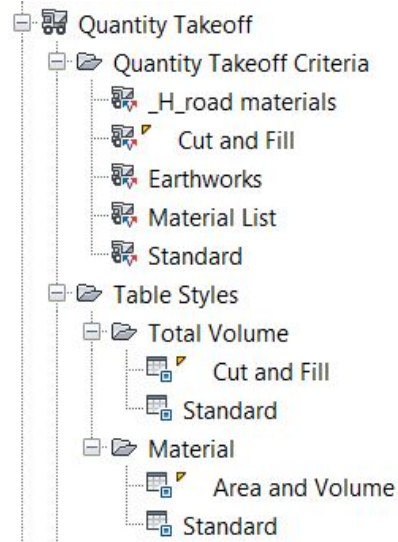 Quantity Takeoff
Quantity Takeoff Criteria
_H_road materials
Cut and Fill
Earthworks
Material List
Standard
Table Styles
Total Volume
Cut and Fill
Standard
Material
Area and Volume
Standard